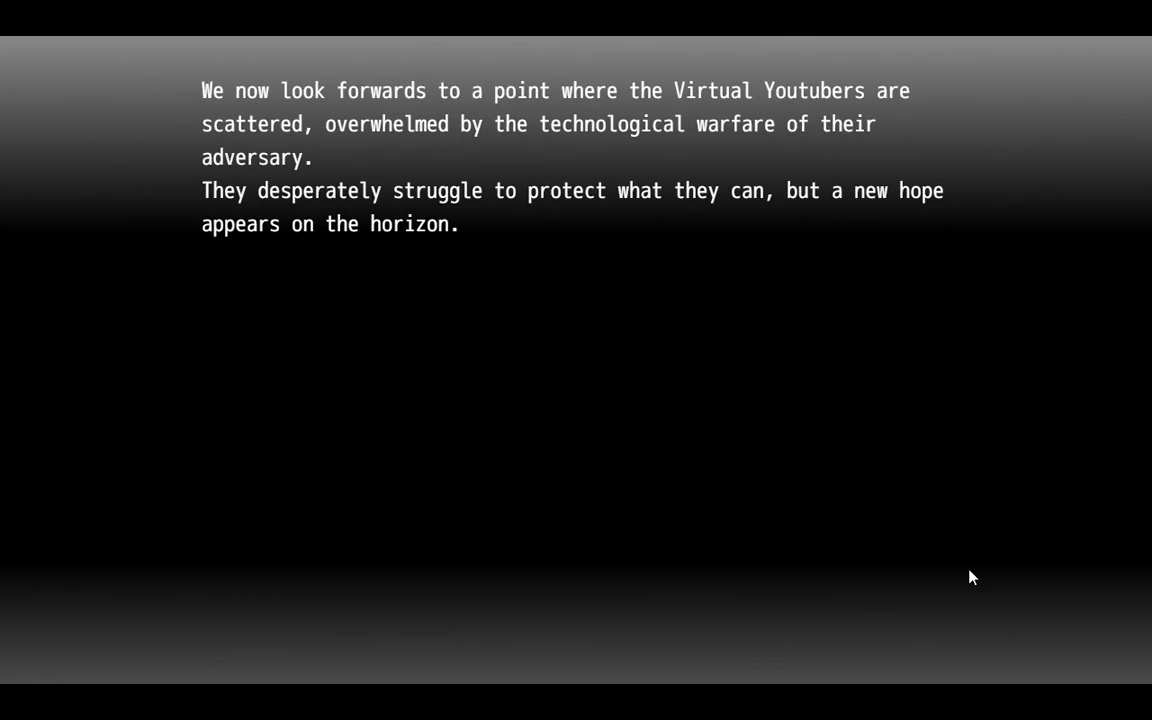 We now look forwards to a point where the Virtual Youtubers are
scattered, overwhelmed by the technological warfare of their
adversary.
They desperately struggle to protect what they can, but a new hope
appears on the horizon.